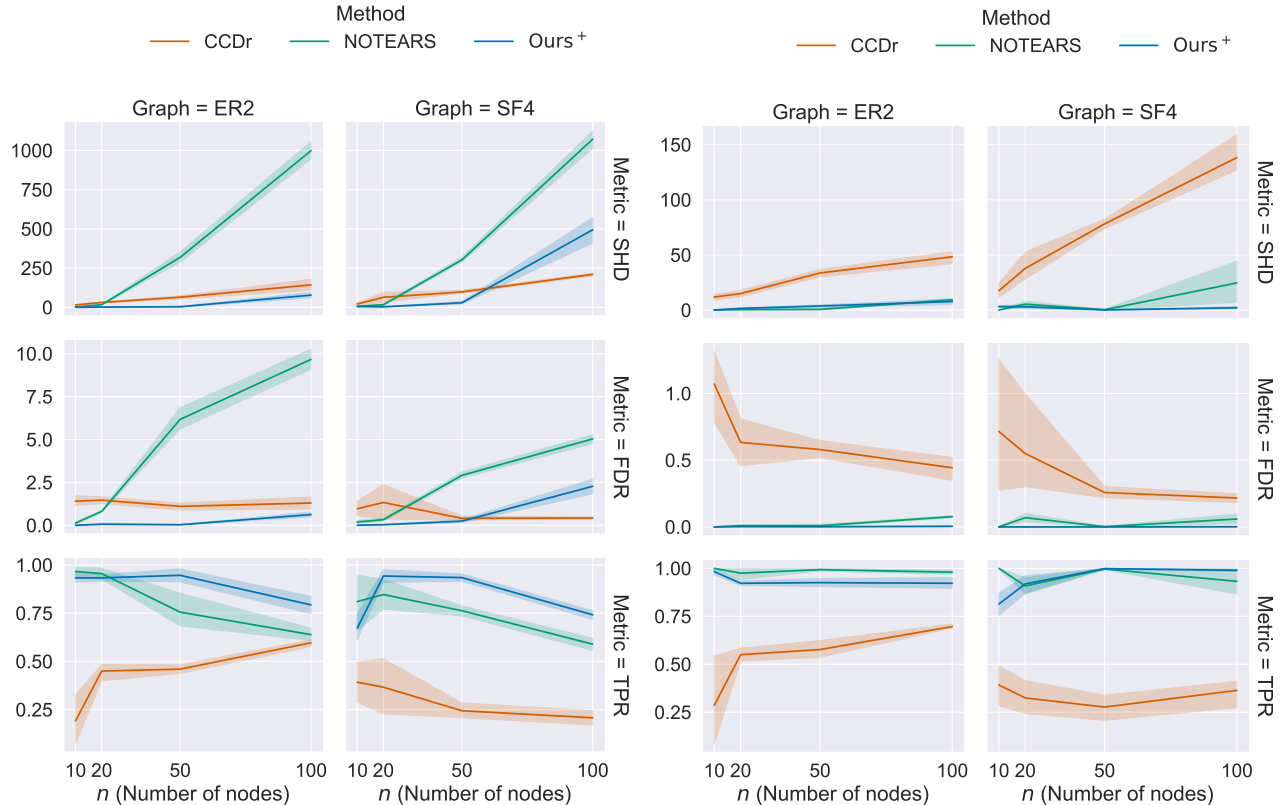 Method
CCDr NOTEARS Ours⁺
Graph = ER2 Graph = SF4
1000
750
500
250
0
Metric = SHD
10.0
7.5
5.0
2.5
0.0
Metric = FDR
1.00
0.75
0.50
0.25
Metric = TPR
10 20 50 100 10 20 50 100
n (Number of nodes) n (Number of nodes)
Method
CCDr NOTEARS Ours⁺
Graph = ER2 Graph = SF4
150
100
50
0
Metric = SHD
1.0
0.5
0.0
Metric = FDR
1.00
0.75
0.50
0.25
Metric = TPR
10 20 50 100 10 20 50 100
n (Number of nodes) n (Number of nodes)